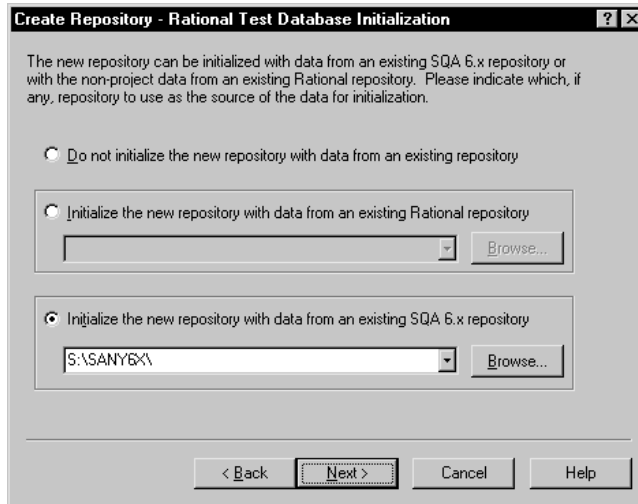 Create Repository - Rational Test Database Initialization
The new repository can be initialized with data from an existing SQA 6.x repository or
with the non-project data from an existing Rational repository.  Please indicate which, if
any, repository to use as the source of the data for initialization.
Do not initialize the new repository with data from an existing repository
Initialize the new repository with data from an existing Rational repository
Browse...
Initialize the new repository with data from an existing SQA 6.x repository
S:\SANY6X\
Browse...
< Back
Next >
Cancel
Help